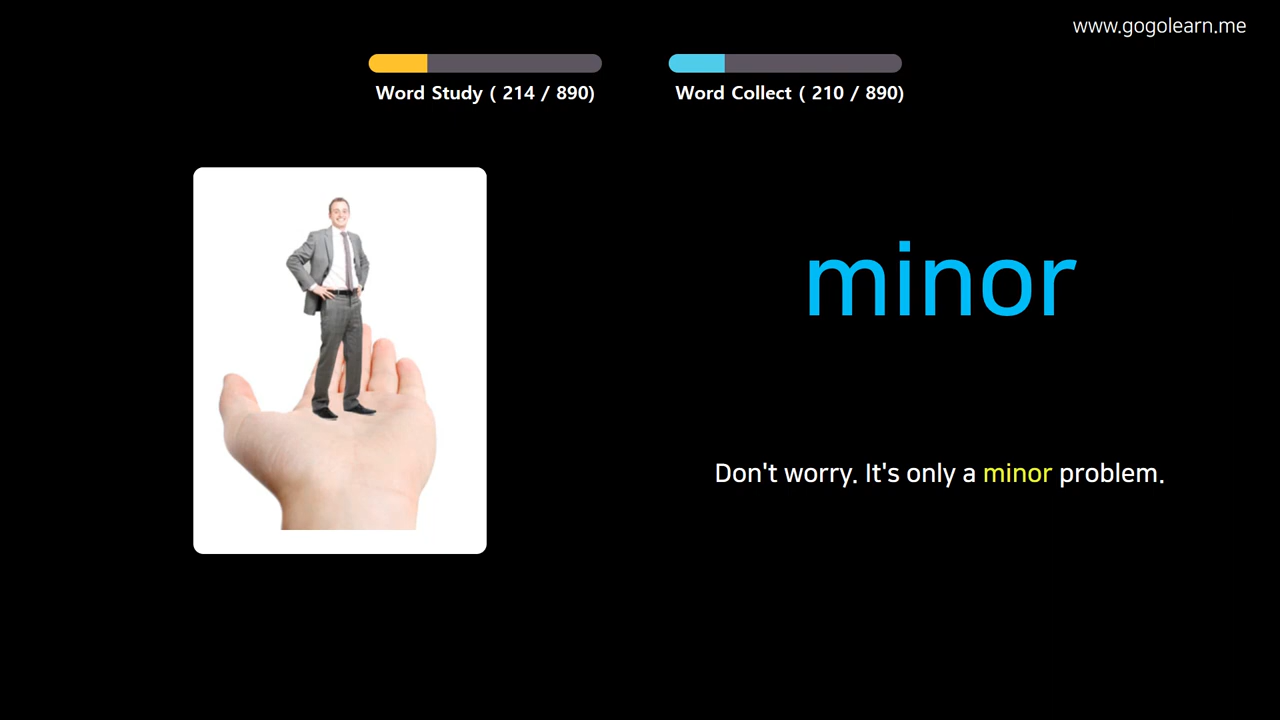 www.gogolearn.me
Word Study ( 214 / 890)
Word Collect ( 210 / 890)
minor
Don't worry. It's only a minor problem.